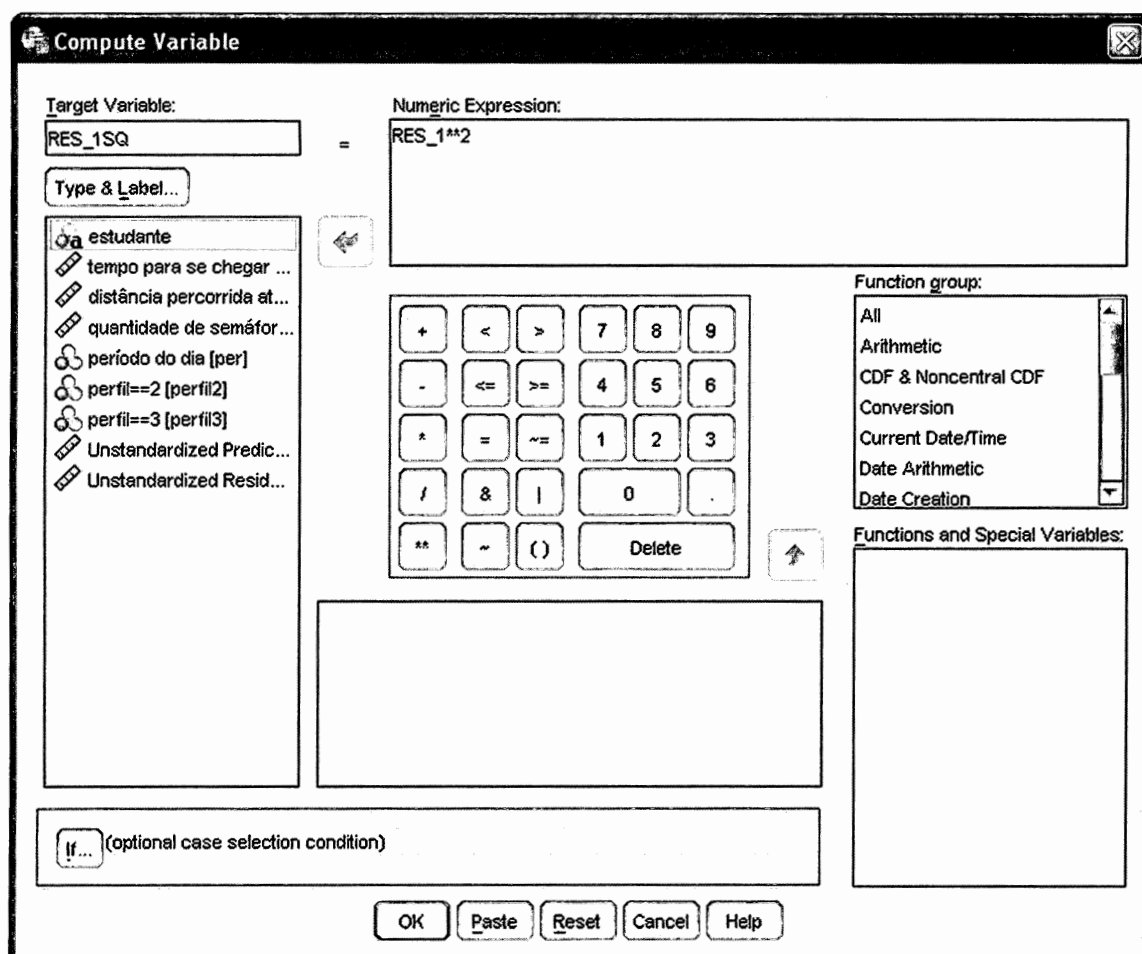 Compute Variable
Target Variable:
RES_1SQ
=
Numeric Expression:
RES_1**2
Type & Label...
estudante
tempo para se chegar ...
distância percorrida at...
quantidade de semáfor...
período do dia [per]
perfil==2 [perfil2]
perfil==3 [perfil3]
Unstandardized Predic...
Unstandardized Resid...
+ < > 7 8 9
- <= >= 4 5 6
* = ~= 1 2 3
/ & | 0 .
** ~ ( ) Delete
Function group:
All
Arithmetic
CDF & Noncentral CDF
Conversion
Current Date/Time
Date Arithmetic
Date Creation
Functions and Special Variables:
If... (optional case selection condition)
OK Paste Reset Cancel Help